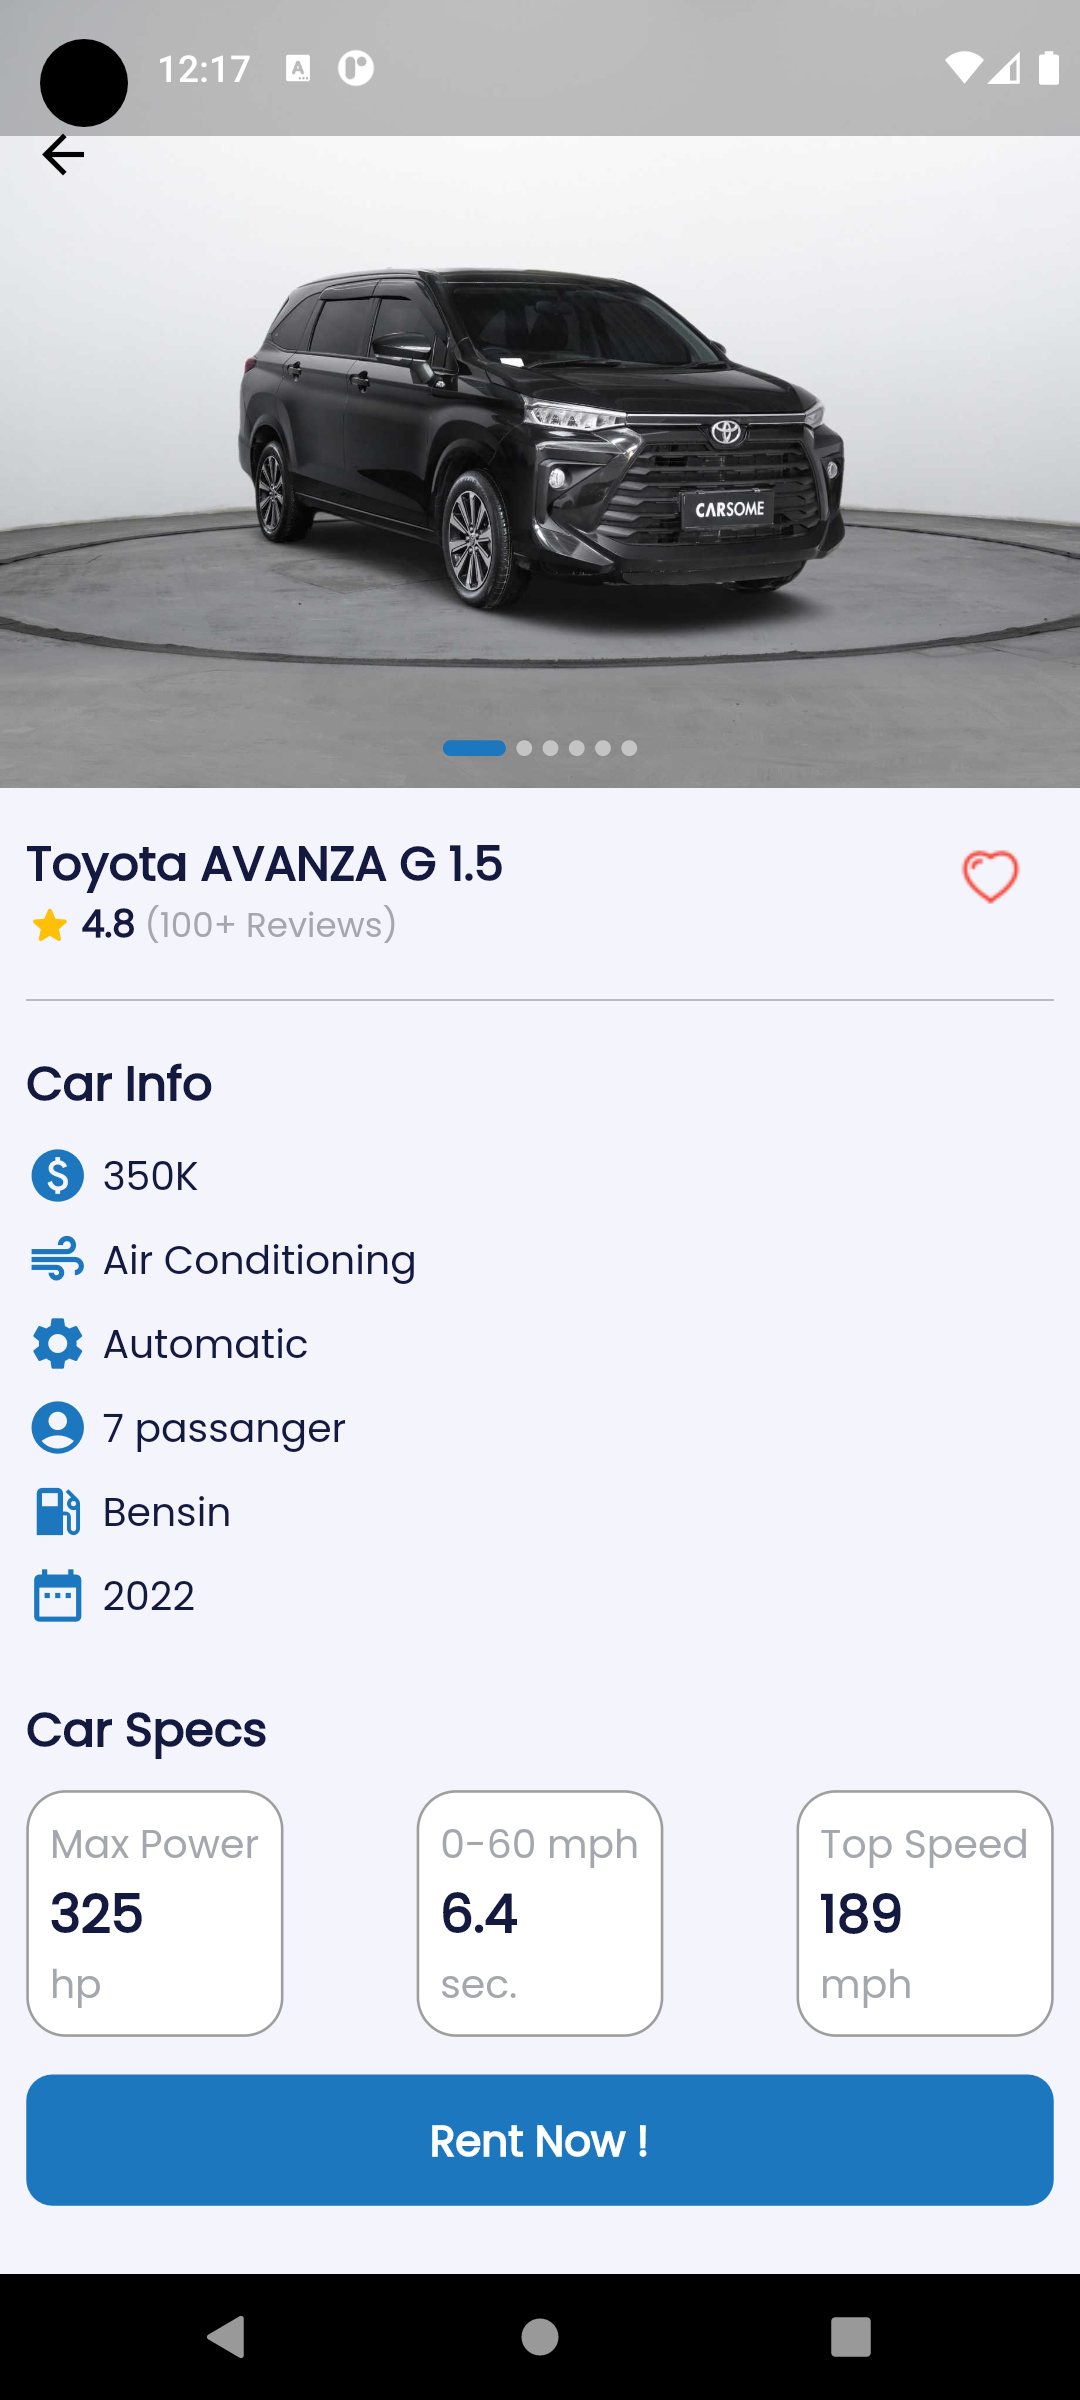 12:17
CARSOME
Toyota AVANZA G 1.5
4.8 (100+ Reviews)
Car Info
350K
Air Conditioning
Automatic
7 passanger
Bensin
2022
Car Specs
Max Power
325
hp
0-60 mph
6.4
sec.
Top Speed
189
mph
Rent Now !